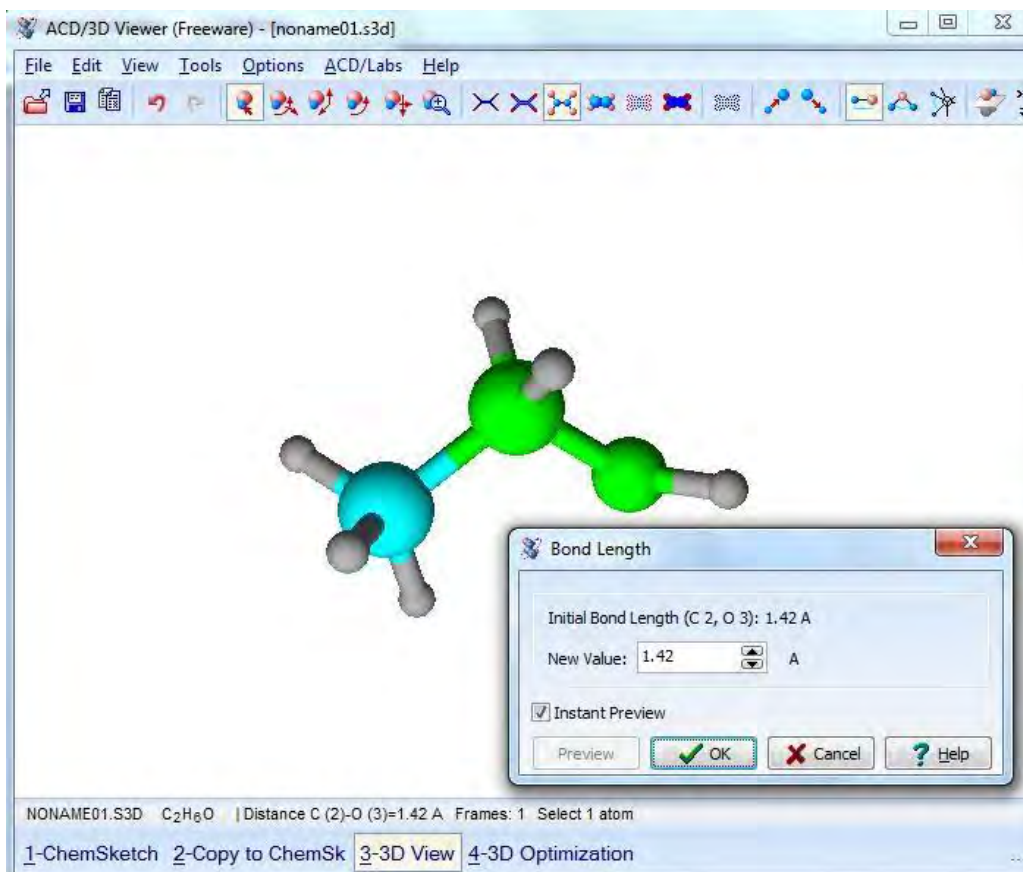 ACD/3D Viewer (Freeware) - [noname01.s3d]
File Edit View Tools Options ACD/Labs Help
Bond Length
Initial Bond Length (C 2, O 3): 1.42 A
New Value: 1.42 A
Instant Preview
Preview OK Cancel ? Help
NONAME01.S3D C₂H₆O | Distance C (2)-O (3)=1.42 A Frames: 1 Select 1 atom
1-ChemSketch 2-Copy to ChemSk 3-3D View 4-3D Optimization